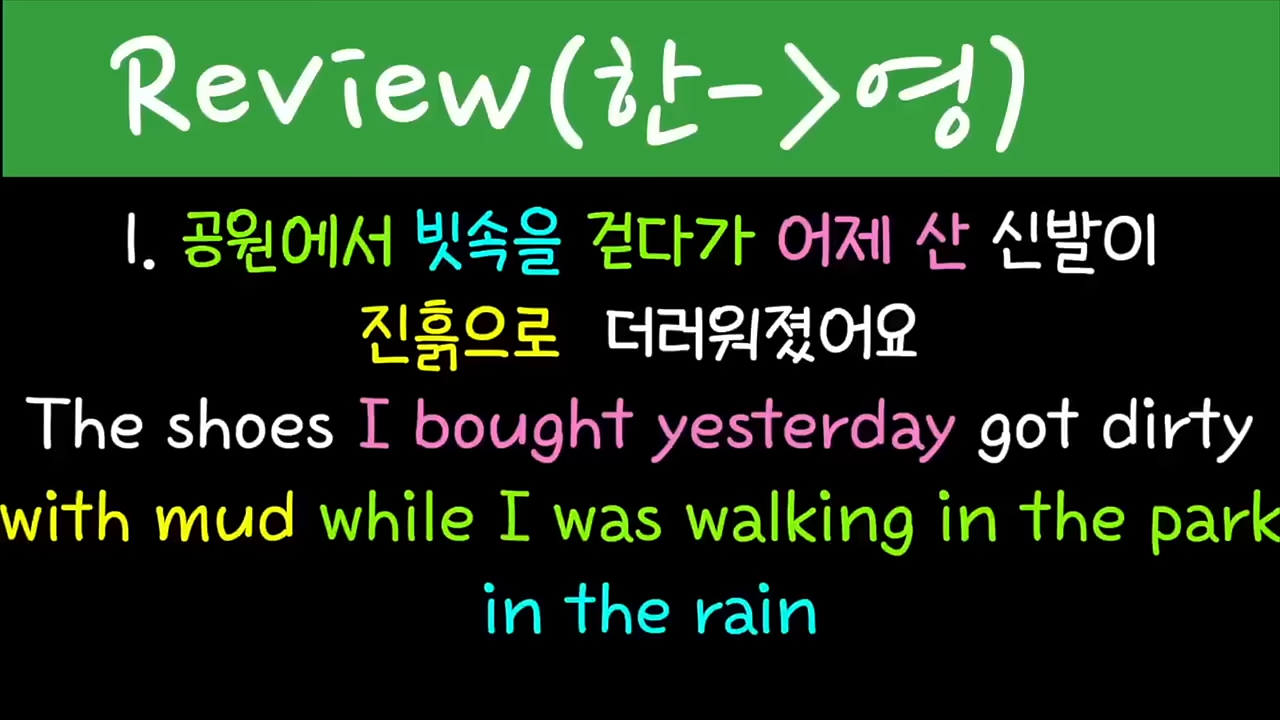 Review(한->영)
1. 공원에서 빗속을 걷다가 어제 산 신발이
진흙으로 더러워졌어요
The shoes I bought yesterday got dirty
with mud while I was walking in the park
in the rain